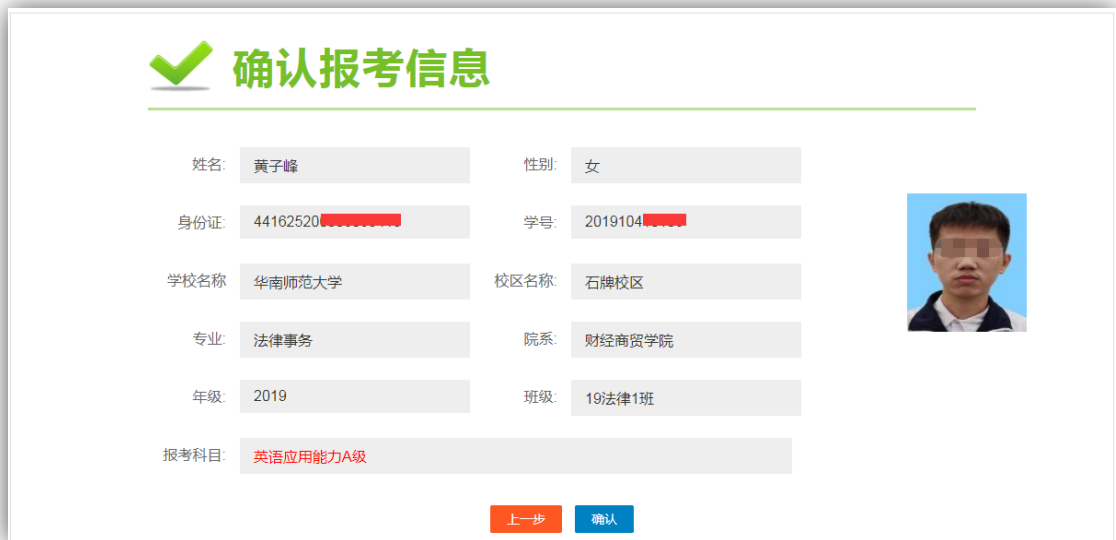 确认报考信息
姓名: 黄子峰 性别: 女
身份证: 44162520 学号: 2019104
学校名称 华南师范大学 校区名称: 石牌校区
专业: 法律事务 院系: 财经商贸学院
年级: 2019 班级: 19法律1班
报考科目: 英语应用能力A级
上一步 确认